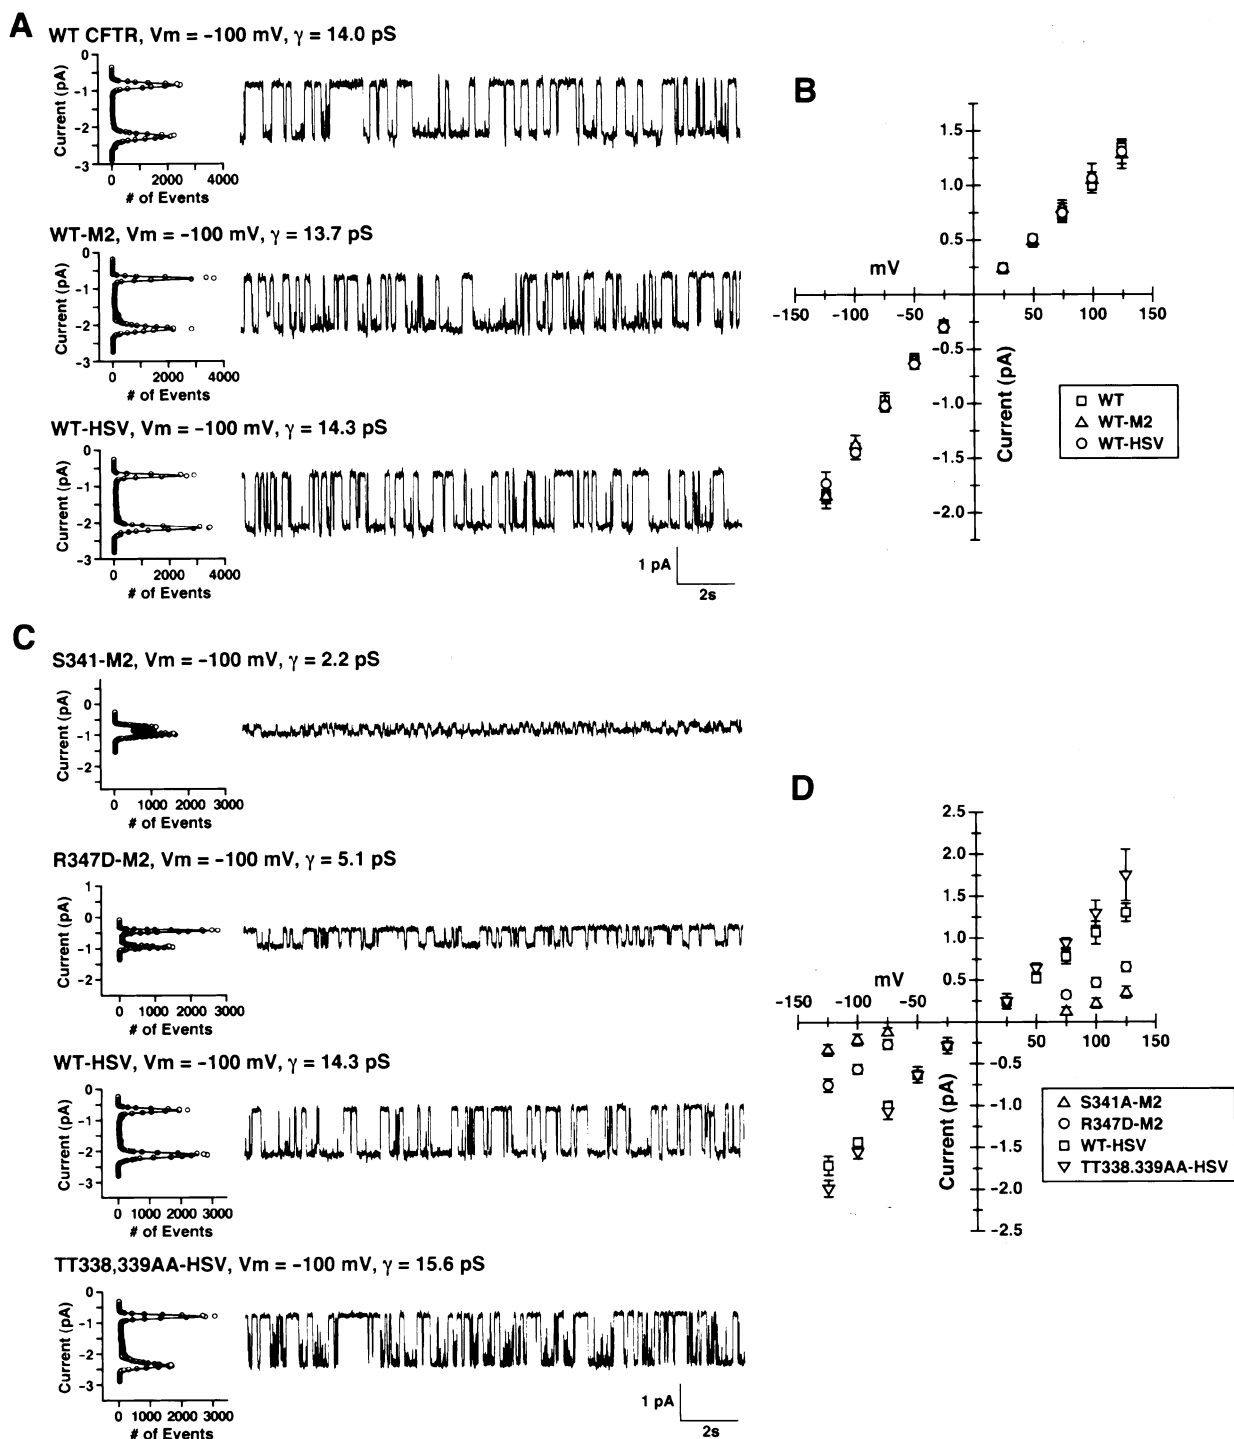 A
WT CFTR, Vm = -100 mV, γ = 14.0 pS
Current (pA)
0
-1
-2
-3
0 2000 4000
# of Events
WT-M2, Vm = -100 mV, γ = 13.7 pS
Current (pA)
0
-1
-2
-3
0 2000 4000
# of Events
WT-HSV, Vm = -100 mV, γ = 14.3 pS
Current (pA)
0
-1
-2
-3
0 2000 4000
# of Events
1 pA
2s
B
1.5
1.0
0.5
mV
-150 -100 -50 50 100 150
-0.5
-1.0
-1.5
-2.0
Current (pA)
WT
WT-M2
WT-HSV
C
S341-M2, Vm = -100 mV, γ = 2.2 pS
Current (pA)
0
-1
-2
0 1000 2000 3000
# of Events
R347D-M2, Vm = -100 mV, γ = 5.1 pS
Current (pA)
1
0
-1
-2
0 1000 2000 3000
# of Events
WT-HSV, Vm = -100 mV, γ = 14.3 pS
Current (pA)
0
-1
-2
-3
0 1000 2000 3000
# of Events
TT338,339AA-HSV, Vm = -100 mV, γ = 15.6 pS
Current (pA)
0
-1
-2
-3
0 1000 2000 3000
# of Events
1 pA
2s
D
2.5
2.0
1.5
1.0
0.5
mV
-150 -100 -50 50 100 150
-0.5
-1.0
-1.5
-2.0
-2.5
Current (pA)
S341A-M2
R347D-M2
WT-HSV
TT338.339AA-HSV